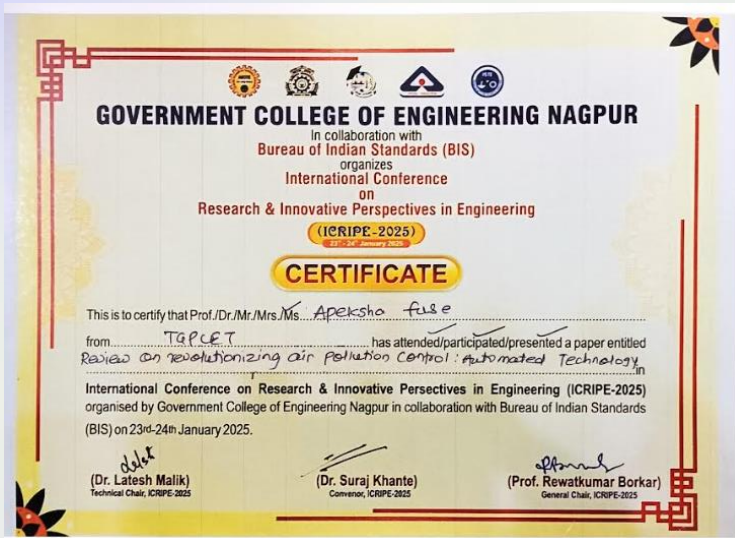 GOVERNMENT COLLEGE OF ENGINEERING NAGPUR
In collaboration with
Bureau of Indian Standards (BIS)
organizes
International Conference
on
Research & Innovative Perspectives in Engineering
(ICRIPE-2025)
23rd - 24th January 2025
CERTIFICATE
This is to certify that Prof./Dr./Mr./Mrs./Ms. Apeksha fuse
from TGPCET has attended/participated/presented a paper entitled
Review on revolutionizing air pollution control : Automated Technology in
International Conference on Research & Innovative Persectives in Engineering (ICRIPE-2025)
organised by Government College of Engineering Nagpur in collaboration with Bureau of Indian Standards
(BIS) on 23rd-24th January 2025.
(Dr. Latesh Malik)
Technical Chair, ICRIPE-2025
(Dr. Suraj Khante)
Convenor, ICRIPE-2025
(Prof. Rewatkumar Borkar)
General Chair, ICRIPE-2025